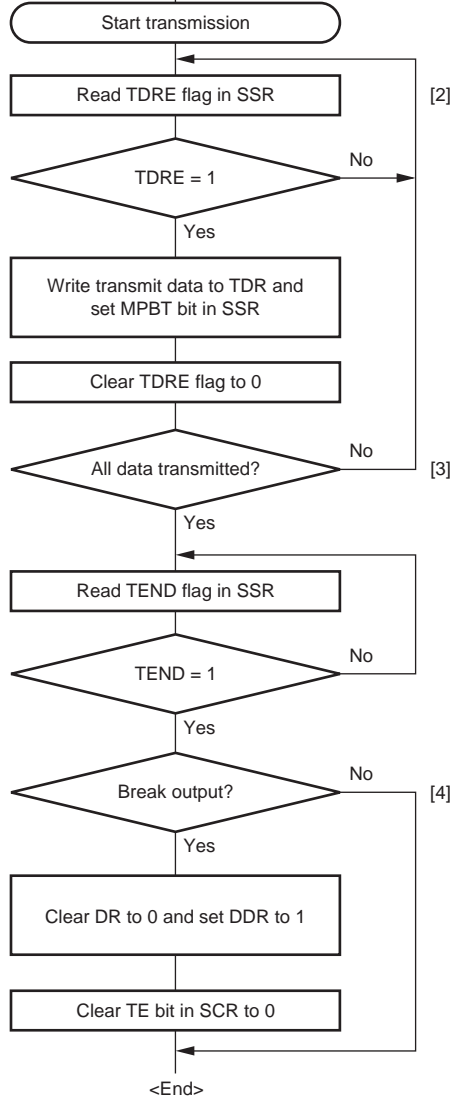 Start transmission
Read TDRE flag in SSR
[2]
TDRE = 1
No
Yes
Write transmit data to TDR and
set MPBT bit in SSR
Clear TDRE flag to 0
All data transmitted?
No
[3]
Yes
Read TEND flag in SSR
TEND = 1
No
Yes
Break output?
No
[4]
Yes
Clear DR to 0 and set DDR to 1
Clear TE bit in SCR to 0
<End>